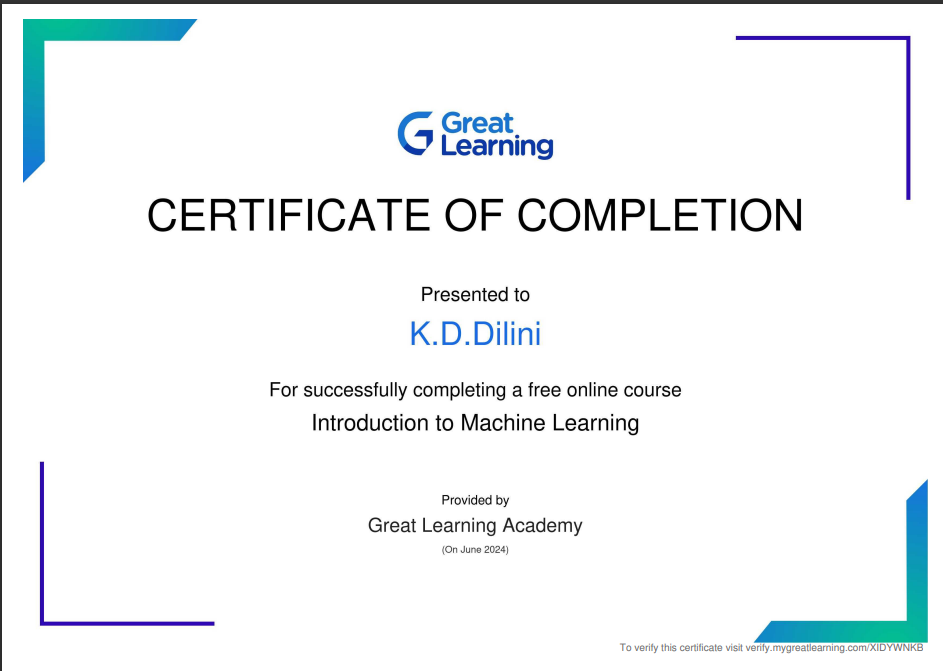 Great
Learning
CERTIFICATE OF COMPLETION
Presented to
K.D.Dilini
For successfully completing a free online course
Introduction to Machine Learning
Provided by
Great Learning Academy
(On June 2024)
To verify this certificate visit verify.mygreatlearning.com/XIDYWNKB